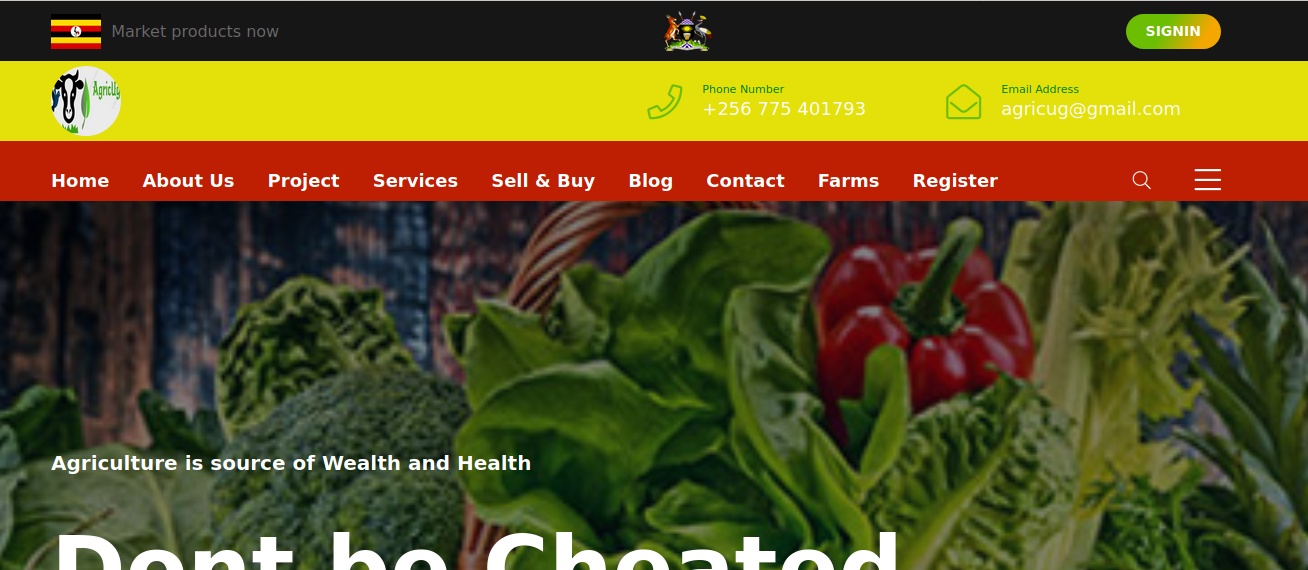 Market products now
SIGNIN
AgricUg
Phone Number
+256 775 401793
Email Address
agricug@gmail.com
Home About Us Project Services Sell & Buy Blog Contact Farms Register
Agriculture is source of Wealth and Health
Dont be Cheated